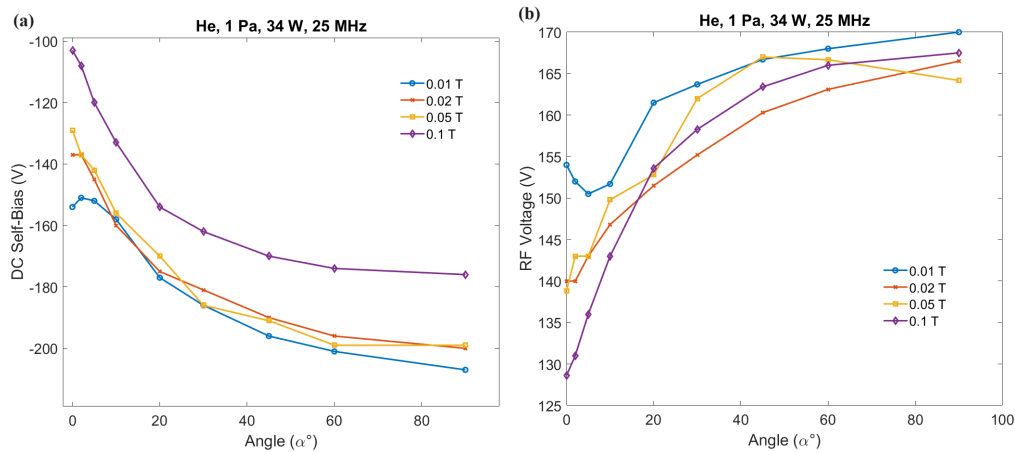 (a)
He, 1 Pa, 34 W, 25 MHz
-100
-120
-140
-160
-180
-200
DC Self-Bias (V)
0 20 40 60 80
Angle (α°)
0.01 T
0.02 T
0.05 T
0.1 T
(b)
He, 1 Pa, 34 W, 25 MHz
170
165
160
155
150
145
140
135
130
125
RF Voltage (V)
0 20 40 60 80 100
Angle (α°)
0.01 T
0.02 T
0.05 T
0.1 T